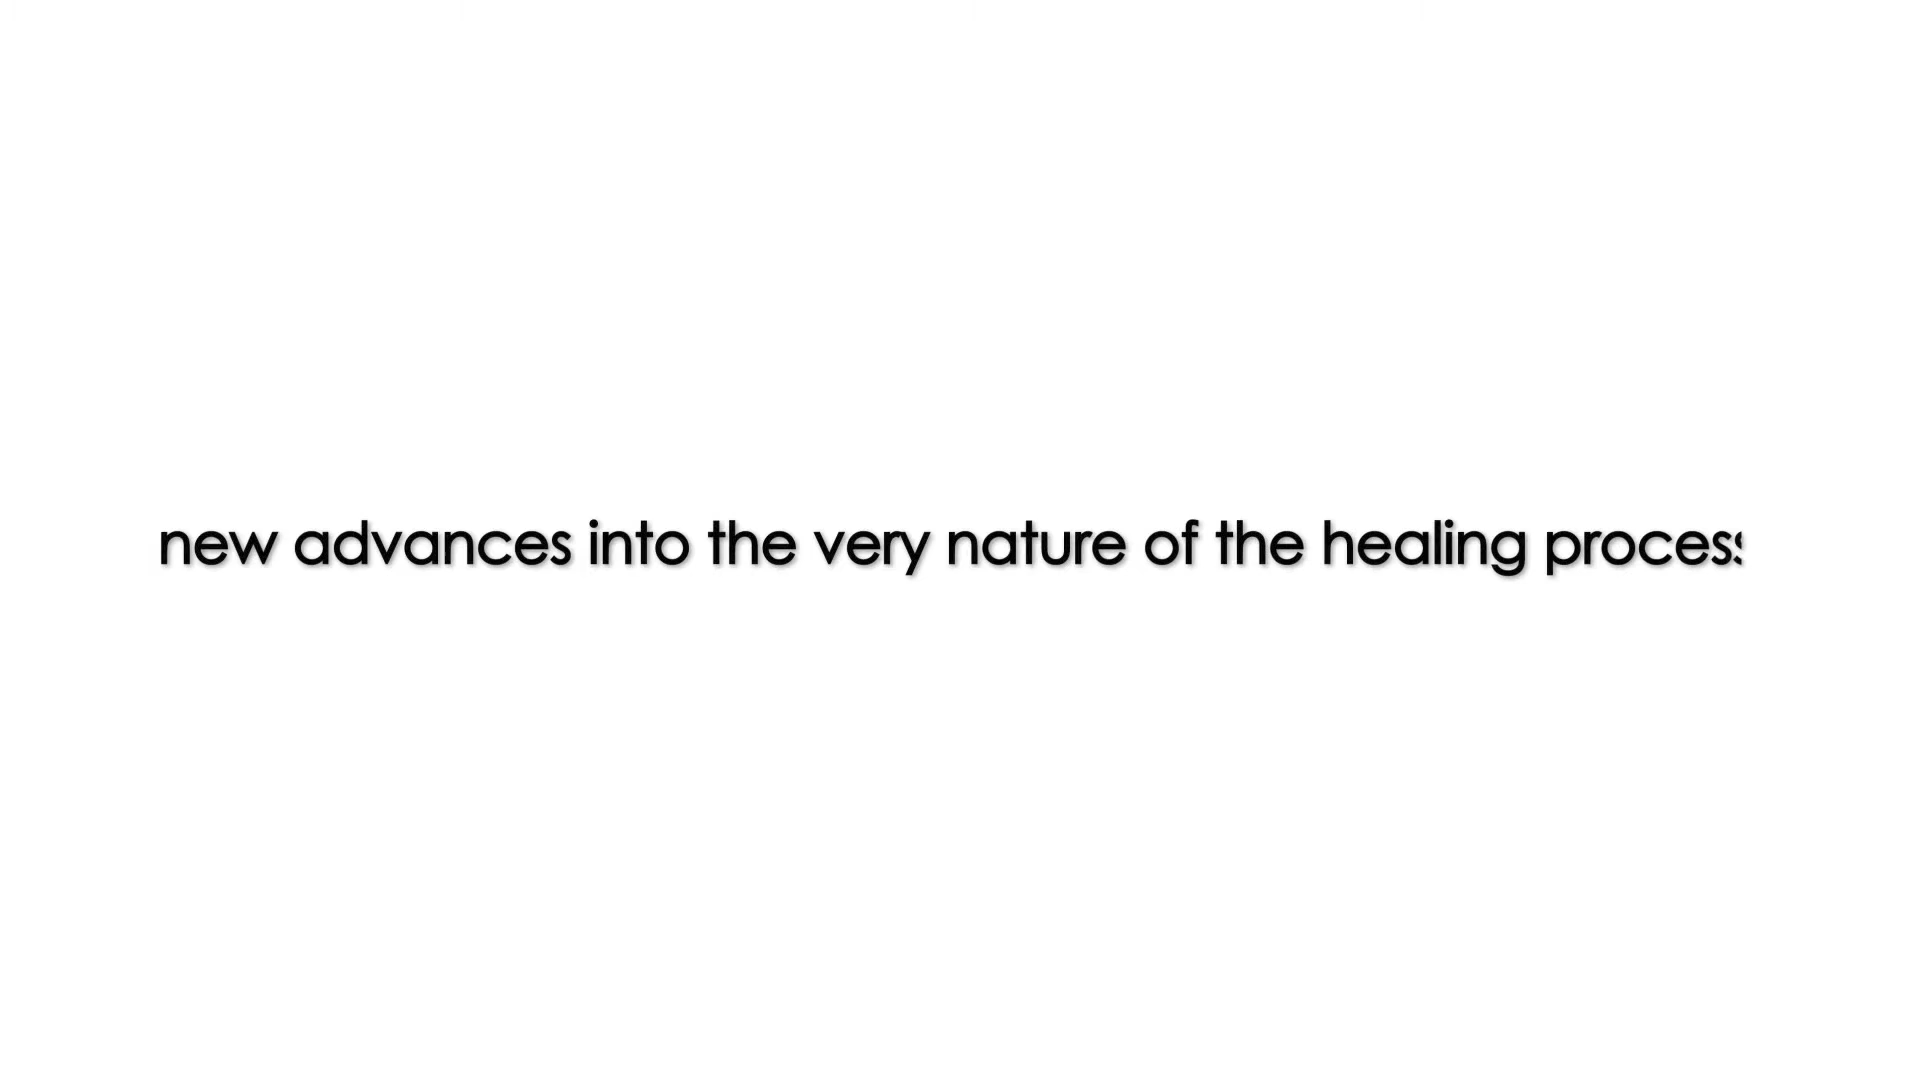 new advances into the very nature of the healing process